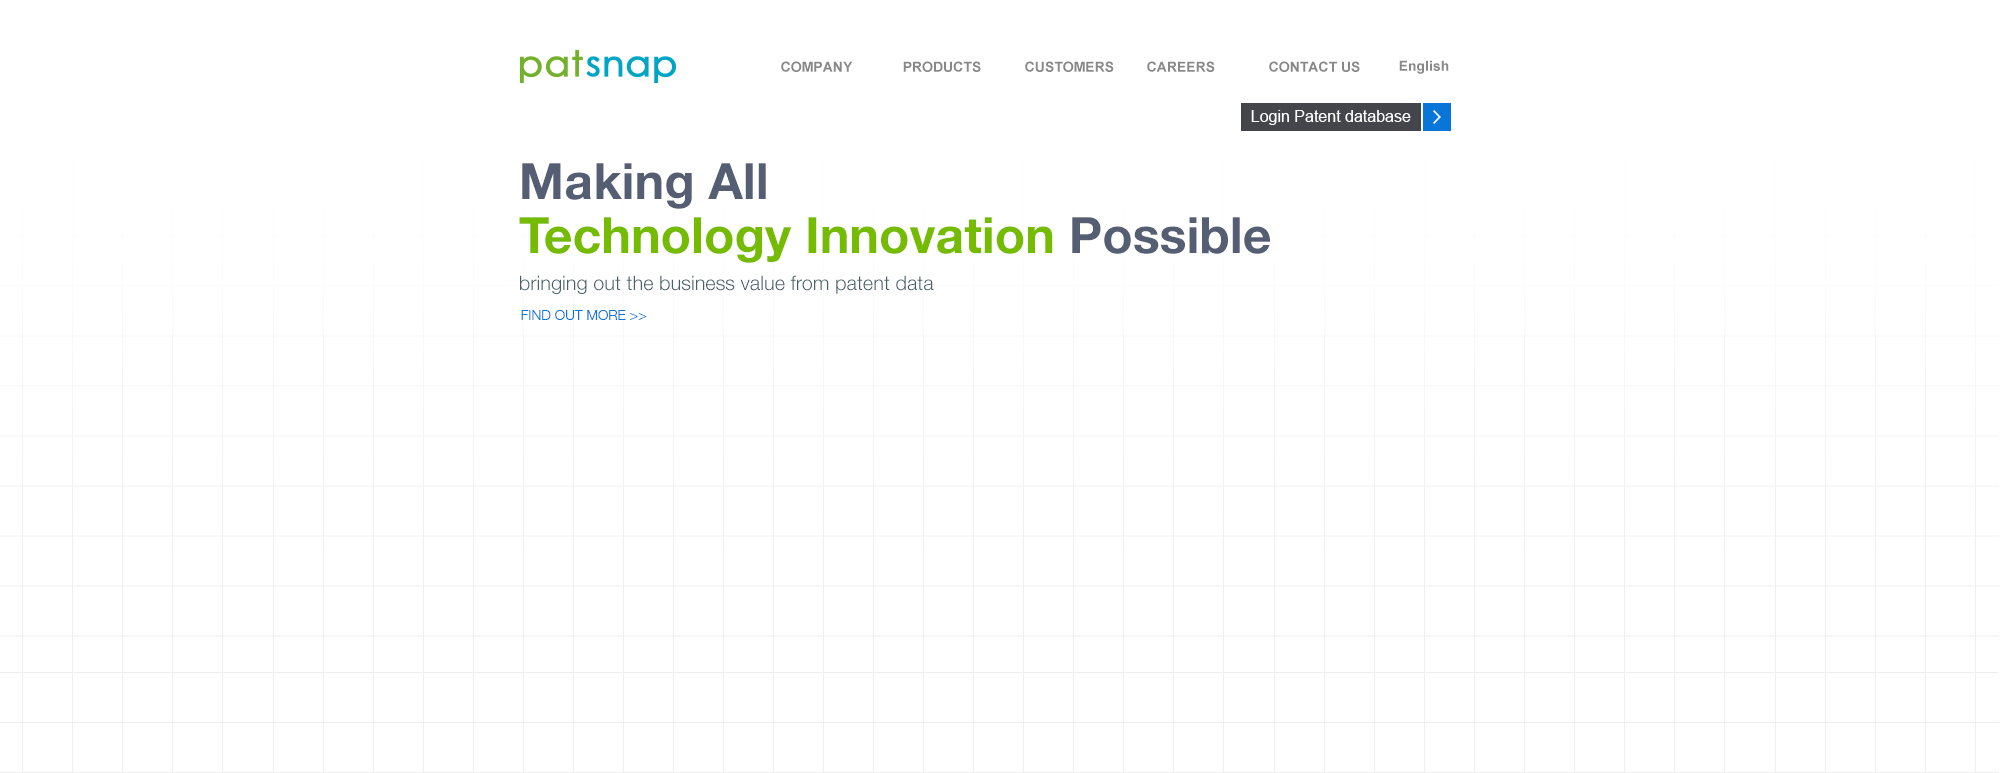 patsnap
COMPANY PRODUCTS CUSTOMERS CAREERS CONTACT US English
Login Patent database
Making All
Technology Innovation Possible
bringing out the business value from patent data
FIND OUT MORE >>